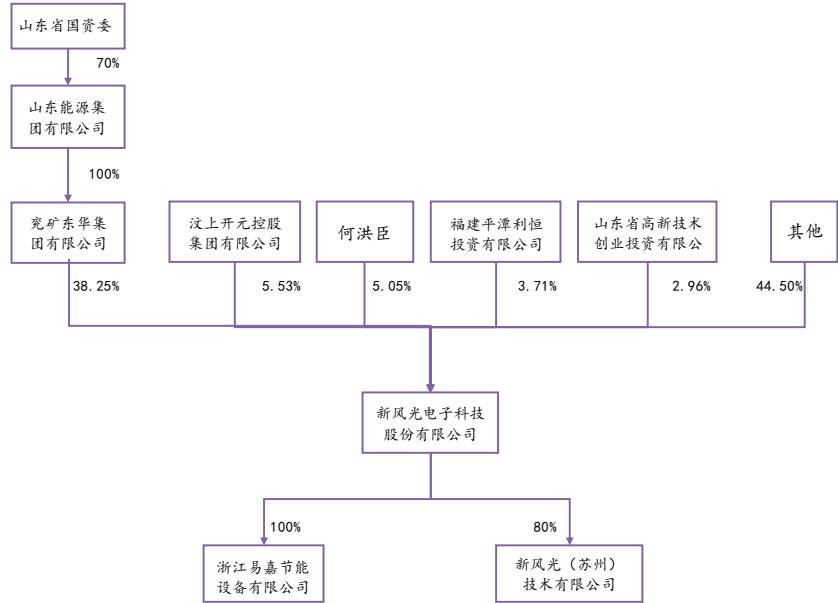 山东省国资委
70%
山东能源集
团有限公司
100%
兖矿东华集
团有限公司
汶上开元控股
集团有限公司
何洪臣
福建平潭利恒
投资有限公司
山东省高新技术
创业投资有限公
其他
38.25%
5.53%
5.05%
3.71%
2.96%
44.50%
新风光电子科技
股份有限公司
100%
80%
浙江易嘉节能
设备有限公司
新风光（苏州）
技术有限公司